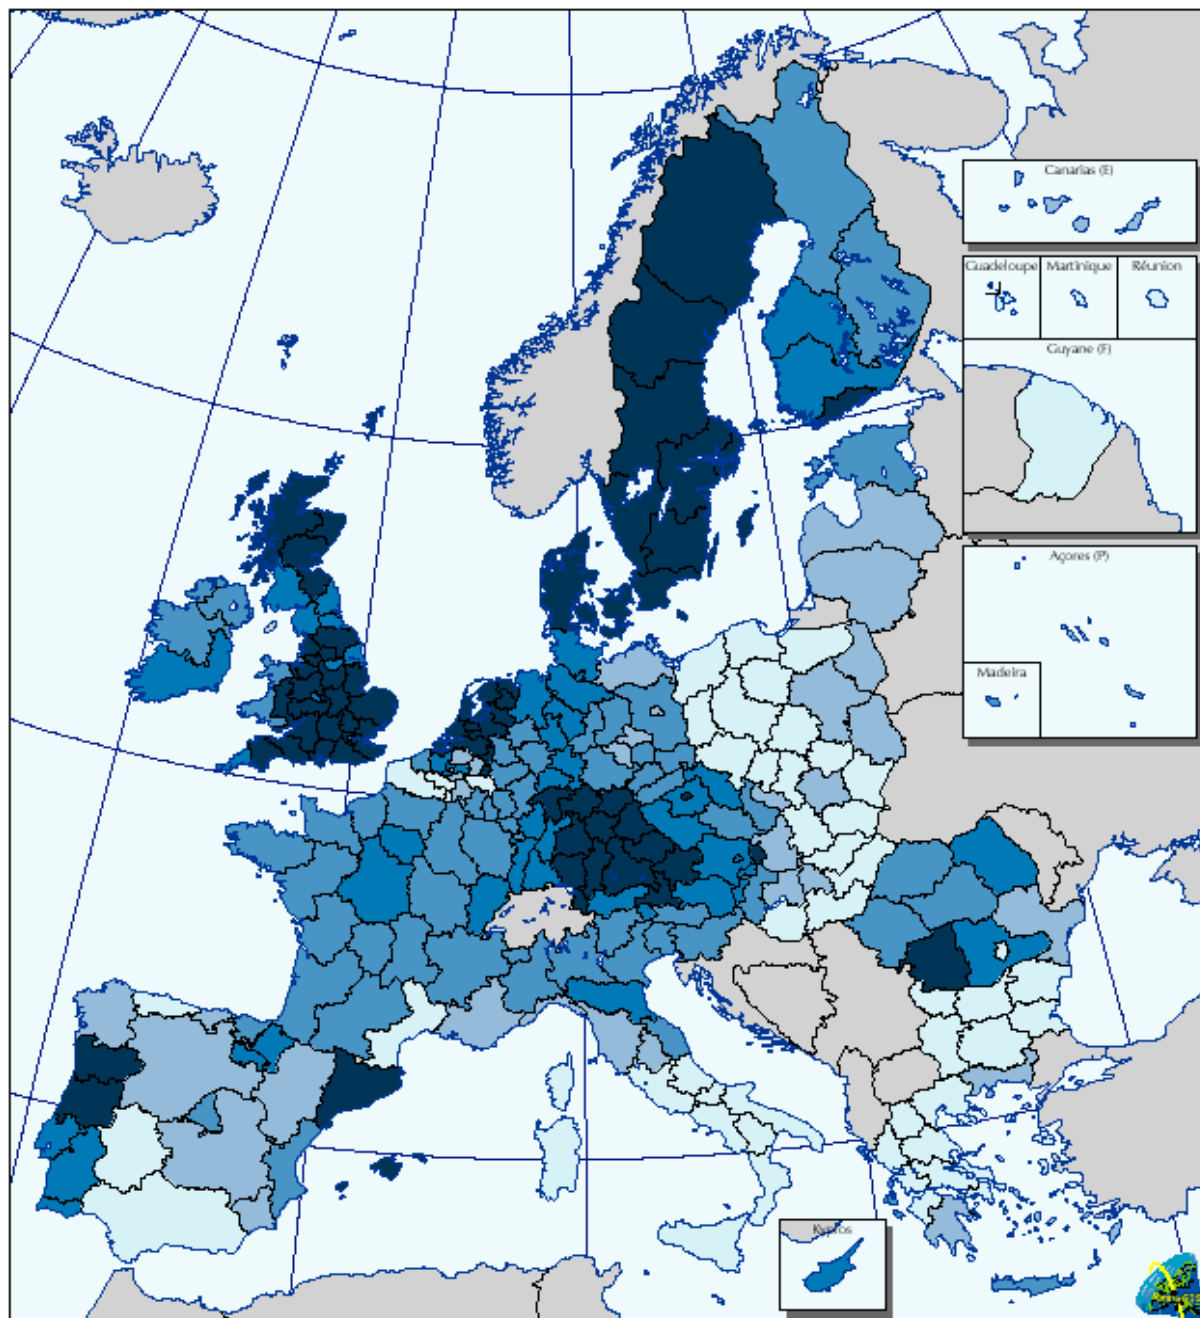 Canarias (E)
Guadeloupe
Martinique
Réunion
Guyane (F)
Açores (P)
Madeira
Kypros